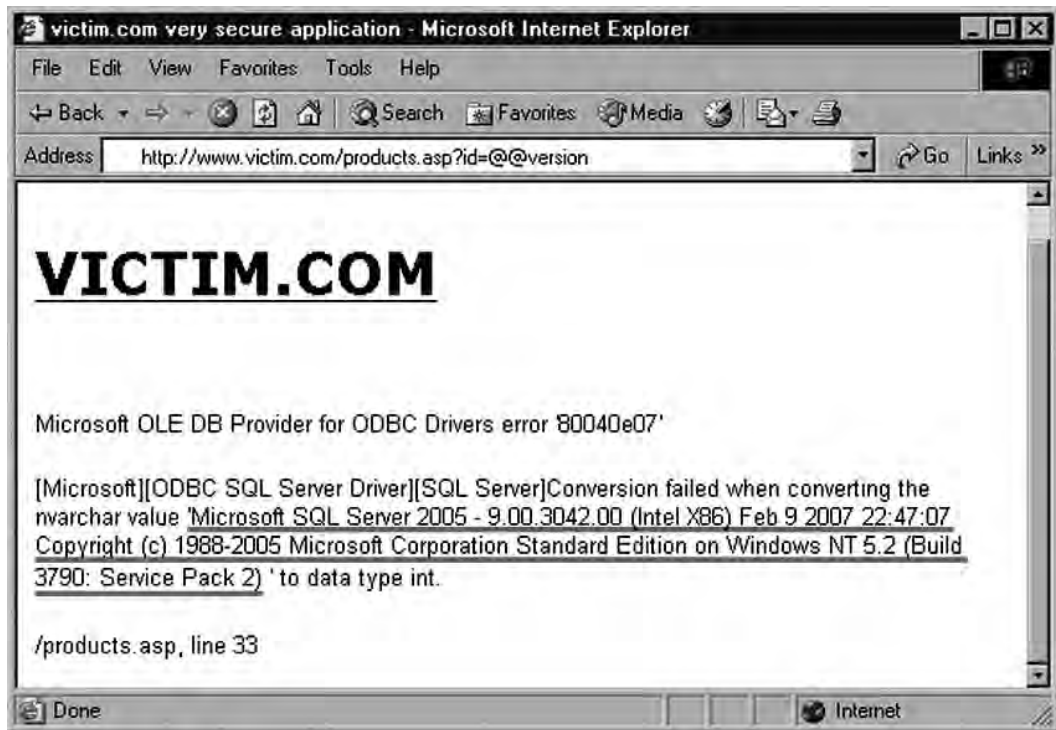 victim.com very secure application - Microsoft Internet Explorer
File Edit View Favorites Tools Help
Back Search Favorites Media
Address http://www.victim.com/products.asp?id=@@version Go Links »
VICTIM.COM
Microsoft OLE DB Provider for ODBC Drivers error '80040e07'
[Microsoft][ODBC SQL Server Driver][SQL Server]Conversion failed when converting the
nvarchar value 'Microsoft SQL Server 2005 - 9.00.3042.00 (Intel X86) Feb 9 2007 22:47:07
Copyright (c) 1988-2005 Microsoft Corporation Standard Edition on Windows NT 5.2 (Build
3790: Service Pack 2) ' to data type int.
/products.asp, line 33
Done Internet